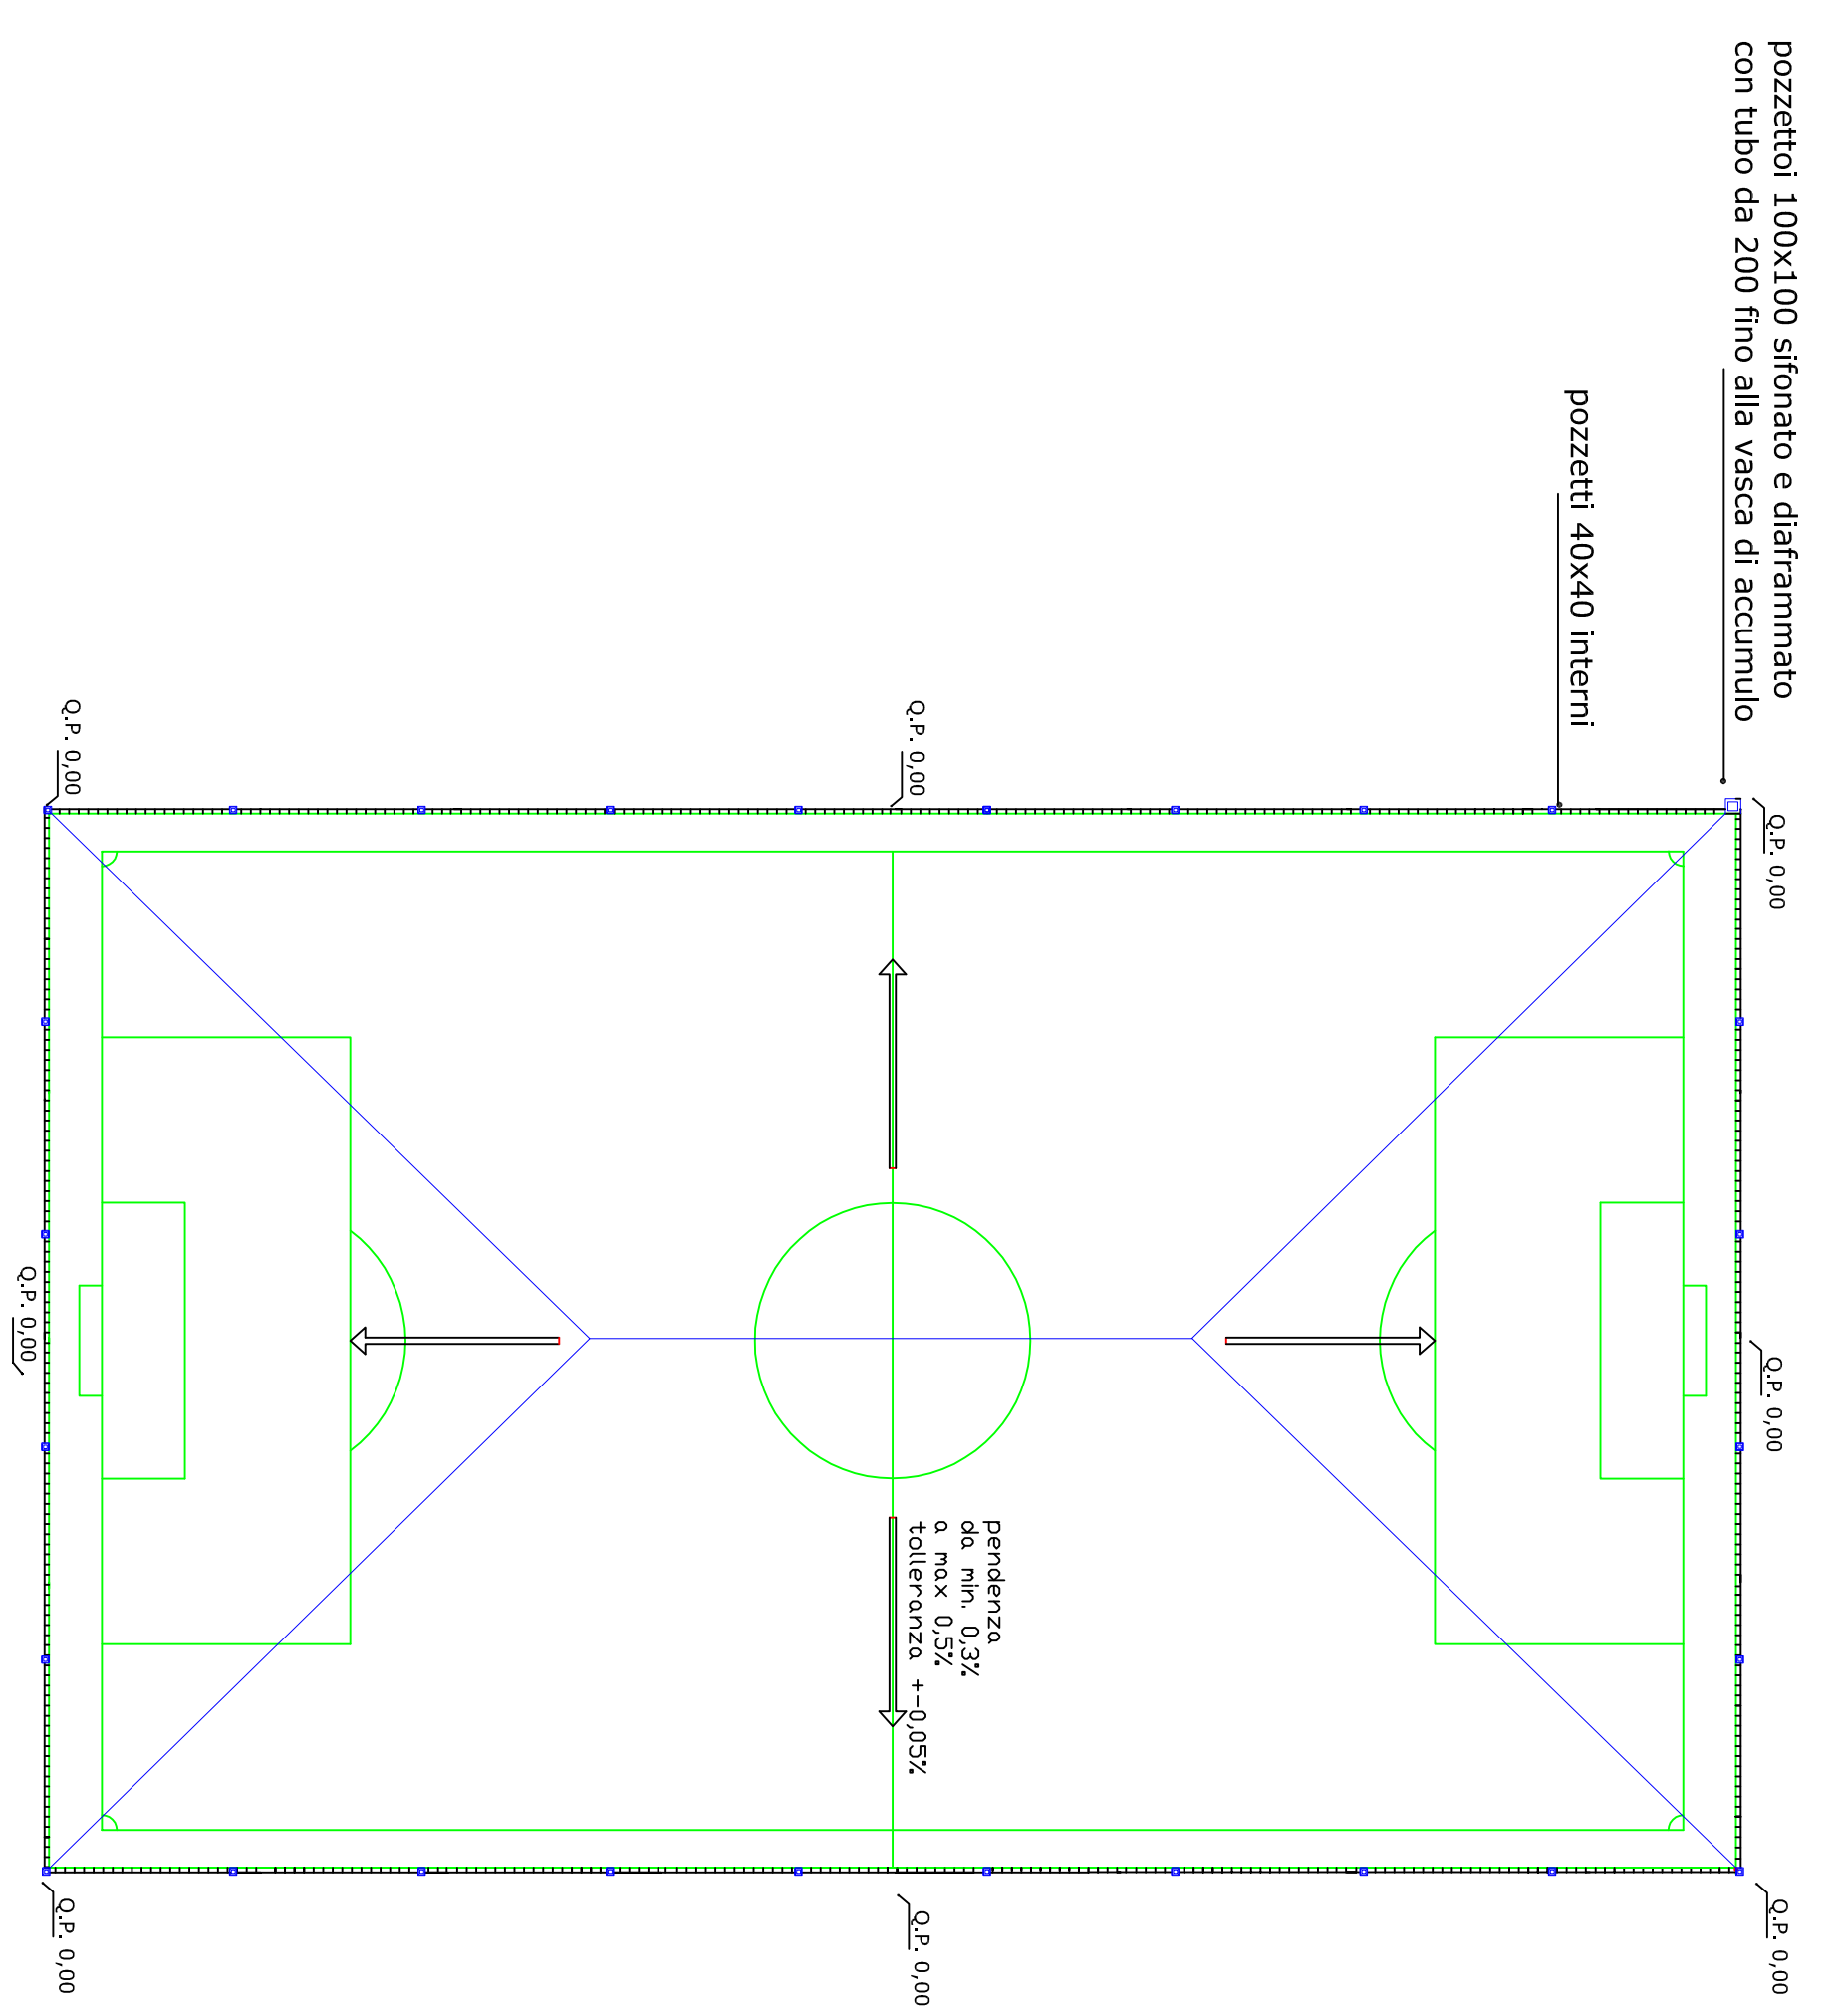 pozzzettoi 100x100 sifonato e diaframmato
con tubo da 200 fino alla vasca di accumulo
pozzetti 40x40 interni
Q.P. 0,00
Q.P. 0,00
Q.P. 0,00
Q.P. 0,00
Q.P. 0,00
pendenza
da min. 0,3%
a max 0,5%
tolleranza +-0,05%
Q.P. 0,00
Q.P. 0,00
Q.P. 0,00